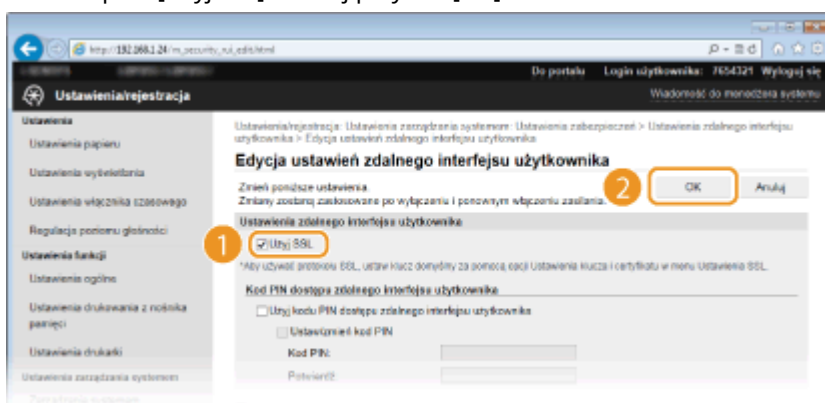 http://192.168.1.24/m_security_rui_edit.html
Do portalu Login użytkownika: 7654321 Wyloguj się
Ustawienia/rejestracja
Wiadomość do menedżera systemu
Ustawienia
Ustawienia papieru
Ustawienia wyświetlania
Ustawienia włącznika czasowego
Regulacja poziomu głośności
Ustawienia funkcji
Ustawienia ogólne
Ustawienia drukowania z nośnika
pamięci
Ustawienia drukarki
Ustawienia zarządzania systemem
Zarządzania systemem
Ustawienia/rejestracja: Ustawienia zarządzania systemem: Ustawienia zabezpieczeń > Ustawienia zdalnego interfejsu
użytkownika > Edycja ustawień zdalnego interfejsu użytkownika
Edycja ustawień zdalnego interfejsu użytkownika
Zmień poniższe ustawienia.
Zmiany zostaną zastosowane po wyłączeniu i ponownym włączeniu zasilania.
2
OK
Anuluj
Ustawienia zdalnego interfejsu użytkownika
1
Użyj SSL
*Aby używać protokołu SSL, ustaw klucz domyślny za pomocą opcji Ustawienia klucza i certyfikatu w menu Ustawienia SSL.
Kod PIN dostępu zdalnego interfejsu użytkownika
Użyj kodu PIN dostępu zdalnego interfejsu użytkownika
Ustaw/zmień kod PIN
Kod PIN:
Potwierdź: